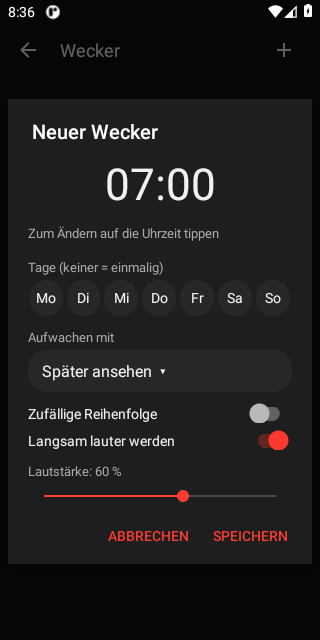 8:36
Wecker
Neuer Wecker
07:00
Zum Ändern auf die Uhrzeit tippen
Tage (keiner = einmalig)
Mo Di Mi Do Fr Sa So
Aufwachen mit
Später ansehen
Zufällige Reihenfolge
Langsam lauter werden
Lautstärke: 60 %
ABBRECHEN SPEICHERN